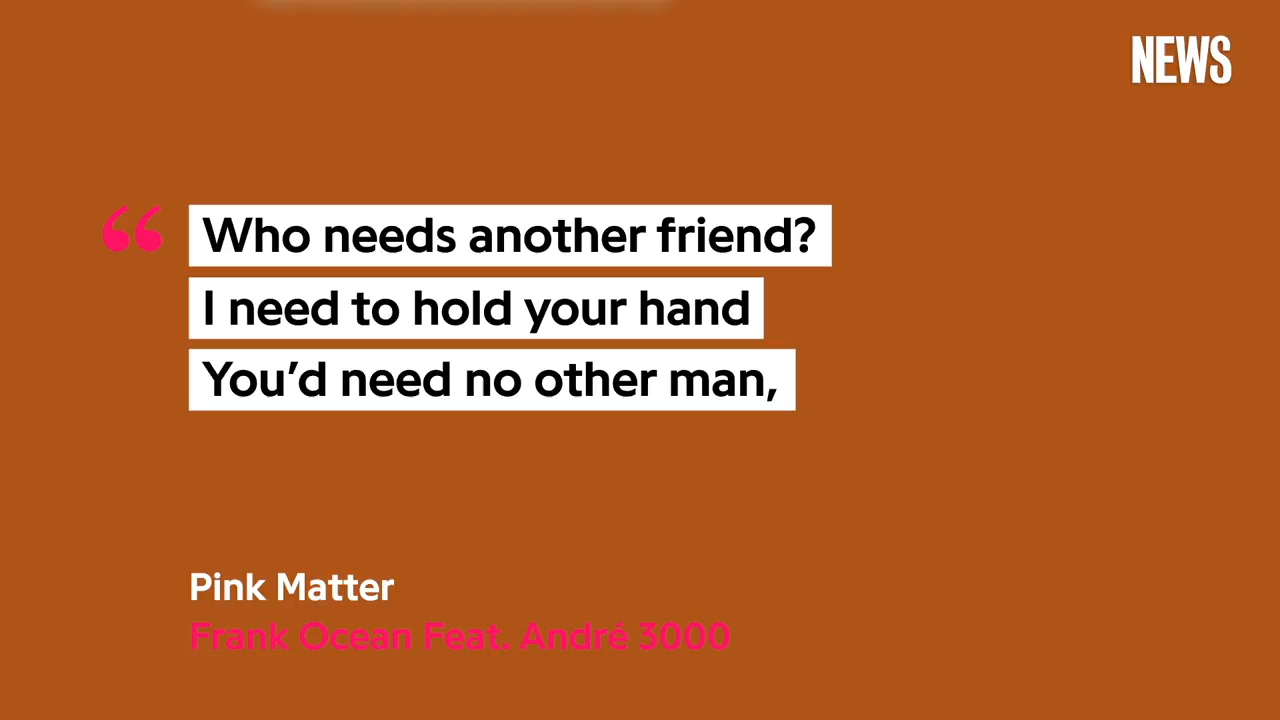 NEWS
“ Who needs another friend?
I need to hold your hand
You’d need no other man,
Pink Matter
Frank Ocean Feat. André 3000